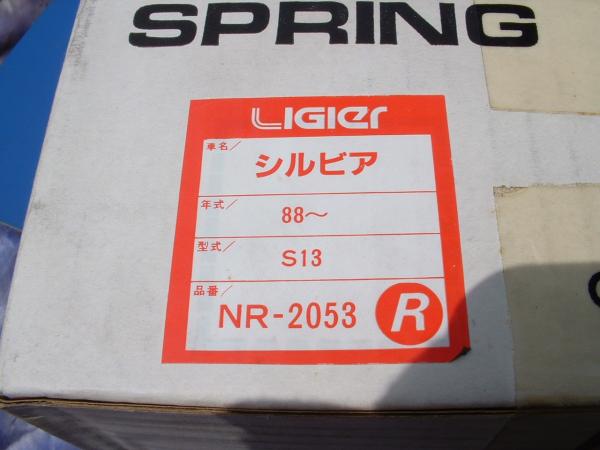 SPRING
LIGIER
車名/ シルビア
年式/ 88〜
型式/ S13
品番/ NR-2053 R